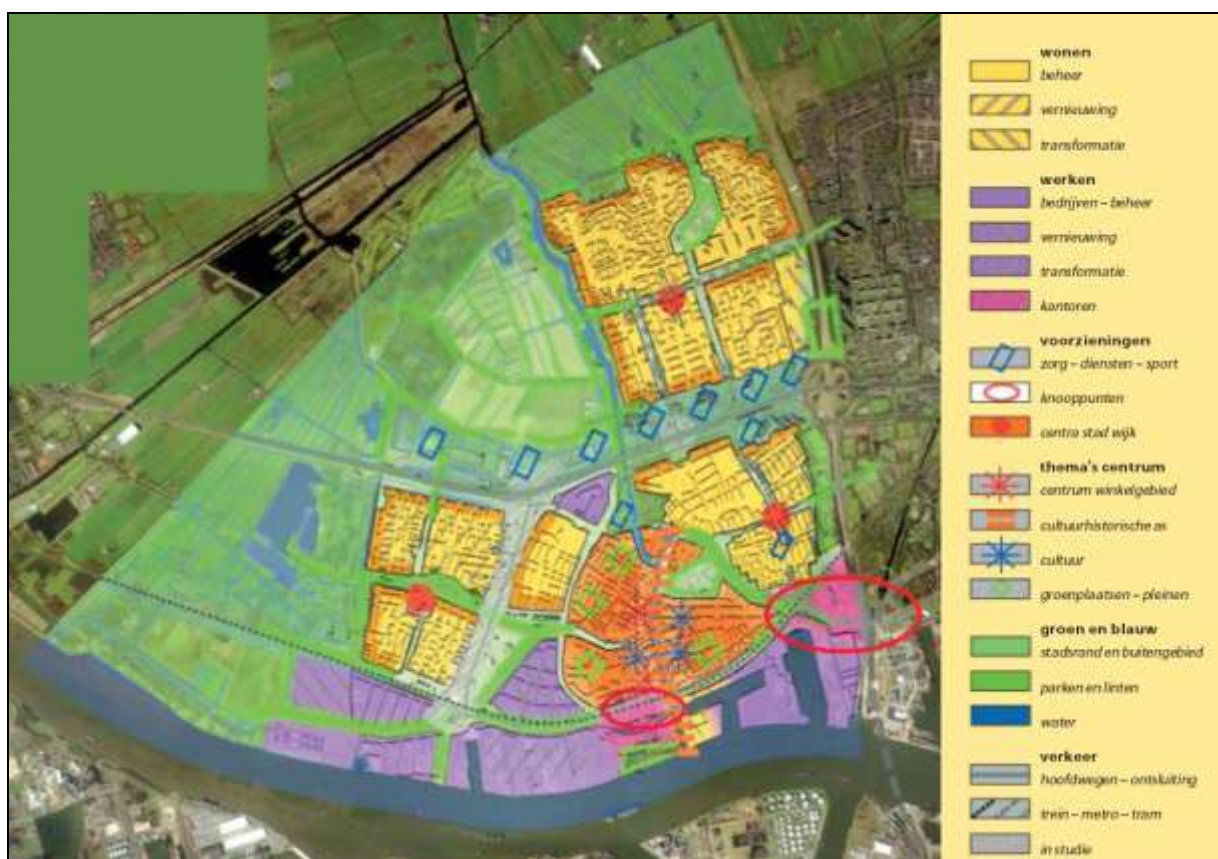 wonen
beheer
vernieuwing
transformatie
werken
bedrijven – beheer
vernieuwing
transformatie
kantoren
voorzieningen
zorg – diensten – sport
knooppunten
centra stad wijk
thema's centrum
centrum winkelgebied
cultuurhistorische as
cultuur
groenplaatsen – pleinen
groen en blauw
stadsrand en buitengebied
parken en linten
water
verkeer
hoofdwegen – ontsluiting
trein – metro – tram
in studie